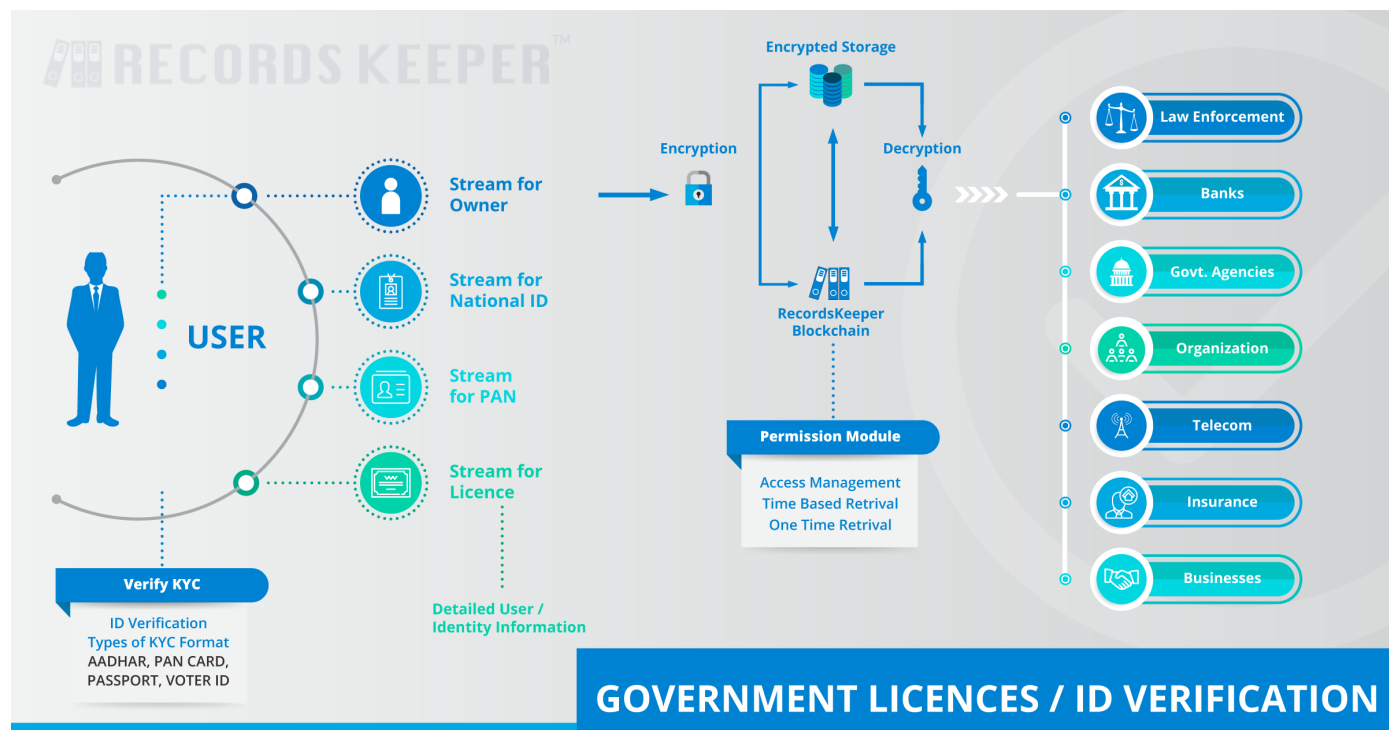 RECORDS KEEPER™
USER
Stream for
Owner
Stream for
National ID
Stream
for PAN
Stream for
Licence
Detailed User /
Identity Information
Verify KYC
ID Verification
Types of KYC Format
AADHAR, PAN CARD,
PASSPORT, VOTER ID
Encryption
Encrypted Storage
Decryption
RecordsKeeper
Blockchain
Permission Module
Access Management
Time Based Retrival
One Time Retrival
Law Enforcement
Banks
Govt. Agencies
Organization
Telecom
Insurance
Businesses
GOVERNMENT LICENCES / ID VERIFICATION